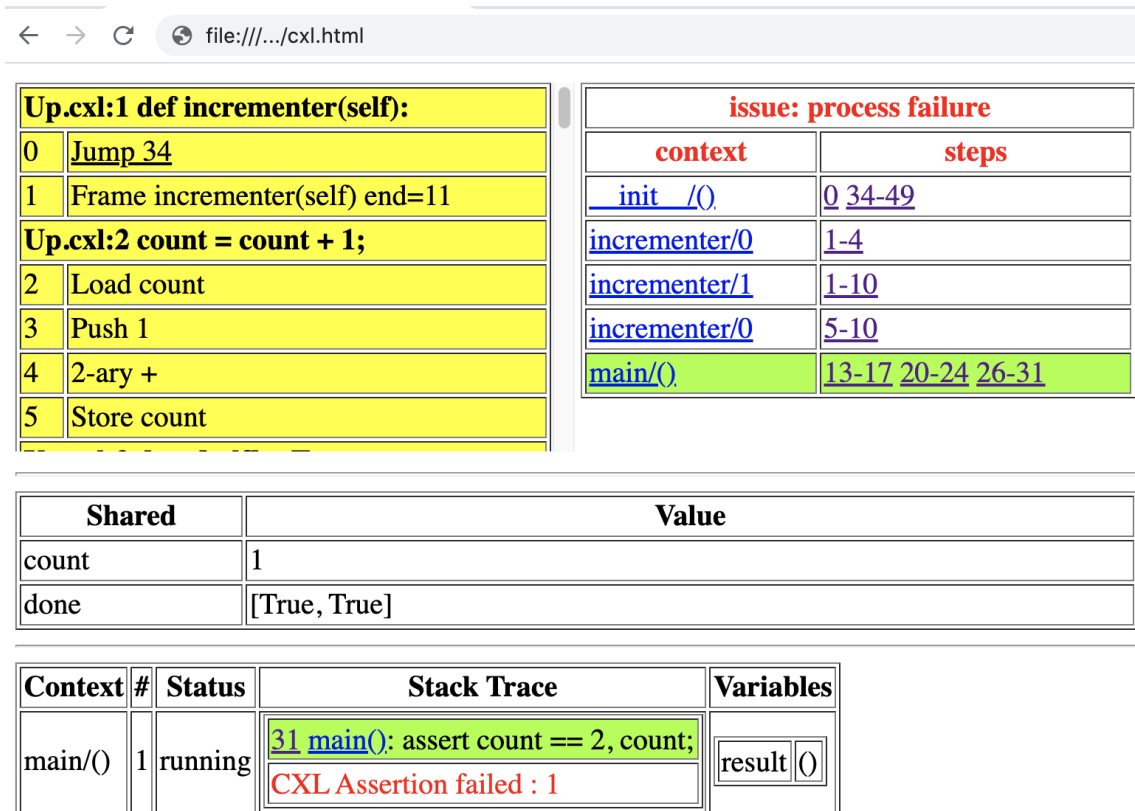 file:///.../cxl.html
Up.cxl:1 def incrementer(self):
0 Jump 34
1 Frame incrementer(self) end=11
Up.cxl:2 count = count + 1;
2 Load count
3 Push 1
4 2-ary +
5 Store count
issue: process failure
context steps
__init__/() 0 34-49
incrementer/0 1-4
incrementer/1 1-10
incrementer/0 5-10
main/() 13-17 20-24 26-31
Shared Value
count 1
done [True, True]
Context # Status Stack Trace Variables
main/() 1 running 31 main(): assert count == 2, count; result ()
CXL Assertion failed : 1